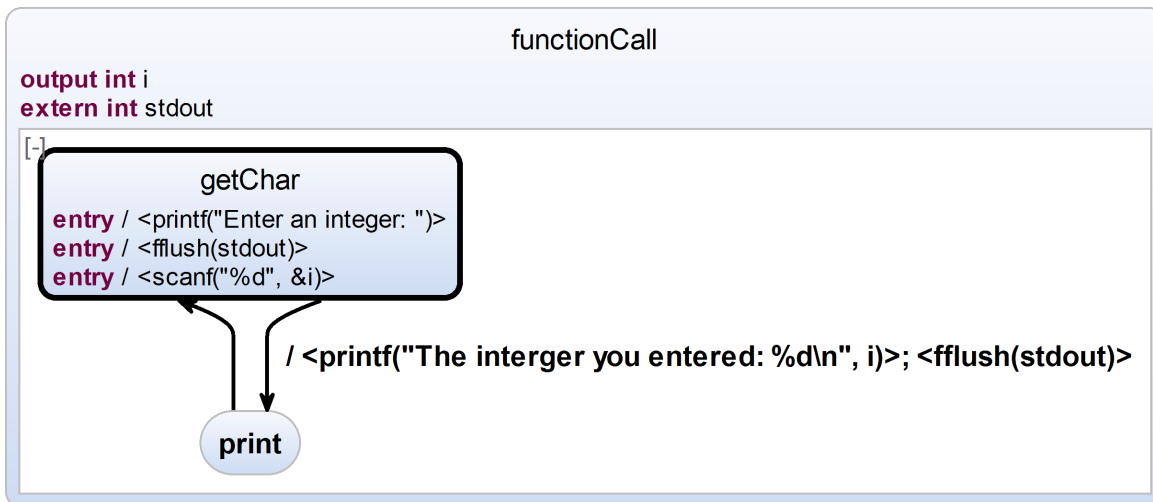 functionCall
output int i
extern int stdout
[-]
getChar
entry / <printf("Enter an integer: ")>
entry / <fflush(stdout)>
entry / <scanf("%d", &i)>
/ <printf("The interger you entered: %d\n", i)>; <fflush(stdout)>
print